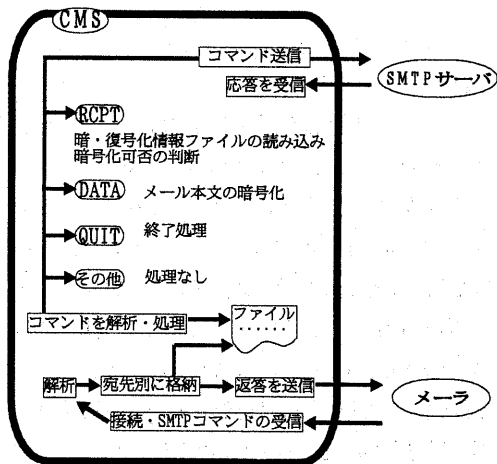 CMS
コマンド送信
応答を受信
SMTPサーバ
RCPT
暗・復号化情報ファイルの読み込み
暗号化可否の判断
DATA
メール本文の暗号化
QUIT
終了処理
その他
処理なし
コマンドを解析・処理
ファイル
......
解析
宛先別に格納
返答を送信
メーラ
接続・SMTPコマンドの受信